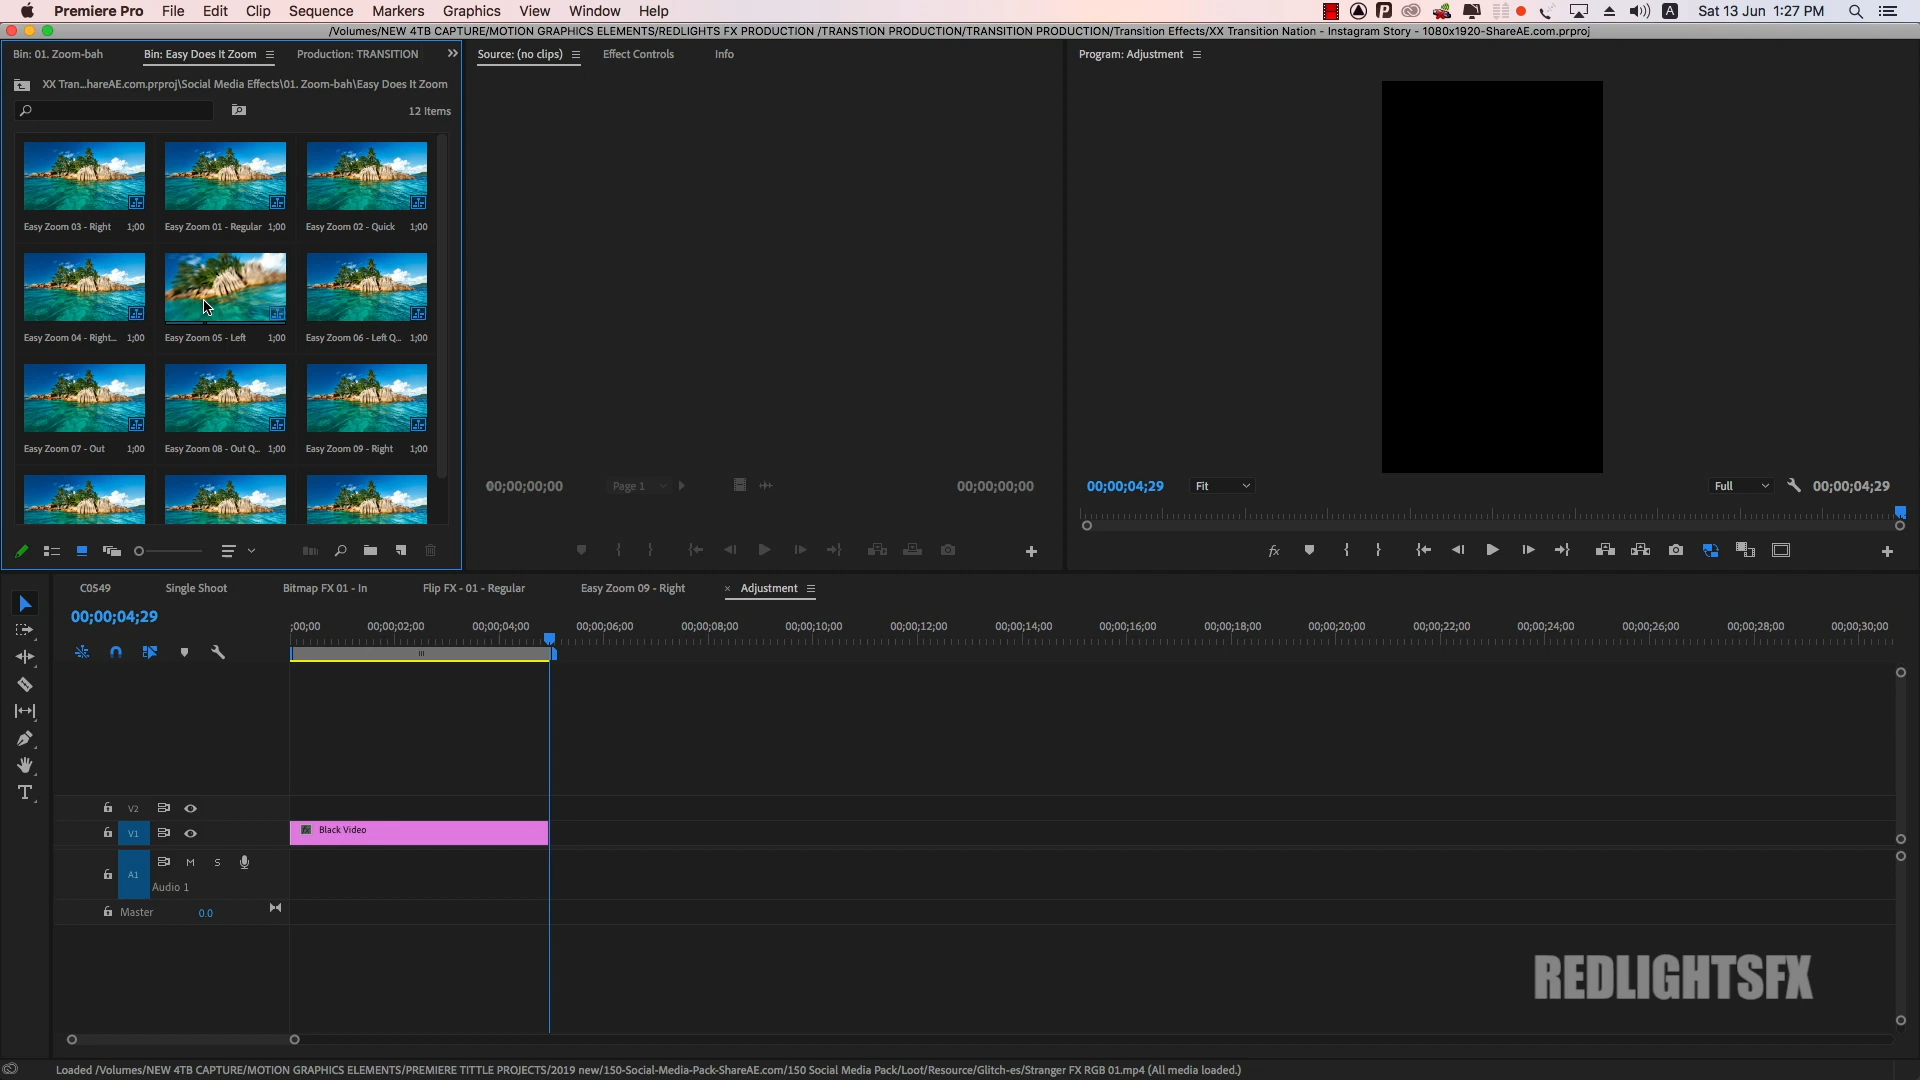 Premiere Pro File Edit Clip Sequence Markers Graphics View Window Help Sat 13 Jun 1:27 PM
/Volumes/NEW 4TB CAPTURE/MOTION GRAPHICS ELEMENTS/REDLIGHTS FX PRODUCTION /TRANSTION PRODUCTION/TRANSITION PRODUCTION/Transition Effects/XX Transition Nation - Instagram Story - 1080x1920-ShareAE.com.prproj
Bin: 01. Zoom-bah Bin: Easy Does It Zoom Production: TRANSITION
Source: (no clips) Effect Controls Info
Program: Adjustment
XX Tran...hareAE.com.prproj\Social Media Effects\01. Zoom-bah\Easy Does It Zoom
12 Items
Easy Zoom 03 - Right 1;00 Easy Zoom 01 - Regular 1;00 Easy Zoom 02 - Quick 1;00
Easy Zoom 04 - Right... 1;00 Easy Zoom 05 - Left 1;00 Easy Zoom 06 - Left Q... 1;00
Easy Zoom 07 - Out 1;00 Easy Zoom 08 - Out Q... 1;00 Easy Zoom 09 - Right 1;00
00;00;00;00 Page 1 00;00;00;00
00;00;04;29 Fit Full 00;00;04;29
C0549 Single Shoot Bitmap FX 01 - In Flip FX - 01 - Regular Easy Zoom 09 - Right × Adjustment
00;00;04;29
;00;00 00;00;02;00 00;00;04;00 00;00;06;00 00;00;08;00 00;00;10;00 00;00;12;00 00;00;14;00 00;00;16;00 00;00;18;00 00;00;20;00 00;00;22;00 00;00;24;00 00;00;26;00 00;00;28;00 00;00;30;00
V2
V1 Black Video
A1 M S
Audio 1
Master 0.0
REDLIGHTSFX
Loaded /Volumes/NEW 4TB CAPTURE/MOTION GRAPHICS ELEMENTS/PREMIERE TITTLE PROJECTS/2019 new/150-Social-Media-Pack-ShareAE.com/150 Social Media Pack/Loot/Resource/Glitch-es/Stranger FX RGB 01.mp4 (All media loaded.)